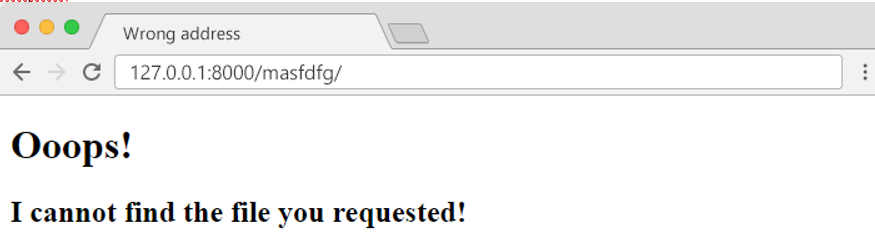 Wrong address
127.0.0.1:8000/masfdfg/
Ooops!
I cannot find the file you requested!